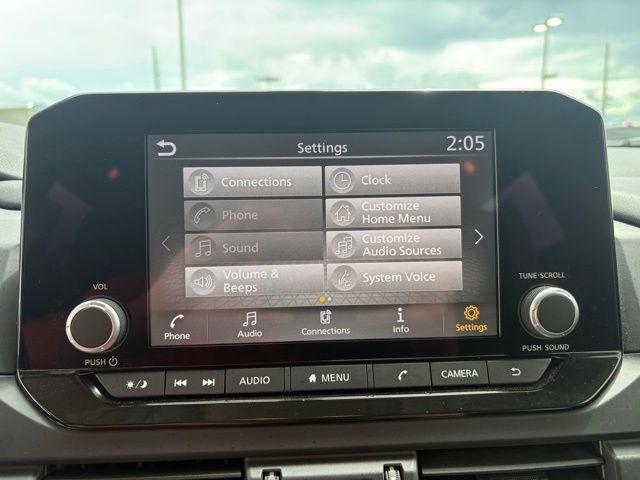 Settings
2:05
Connections
Clock
Phone
Customize
Home Menu
Sound
Customize
Audio Sources
Volume &
Beeps
System Voice
Phone
Audio
Connections
Info
Settings
VOL
PUSH
TUNE·SCROLL
PUSH SOUND
AUDIO
MENU
CAMERA